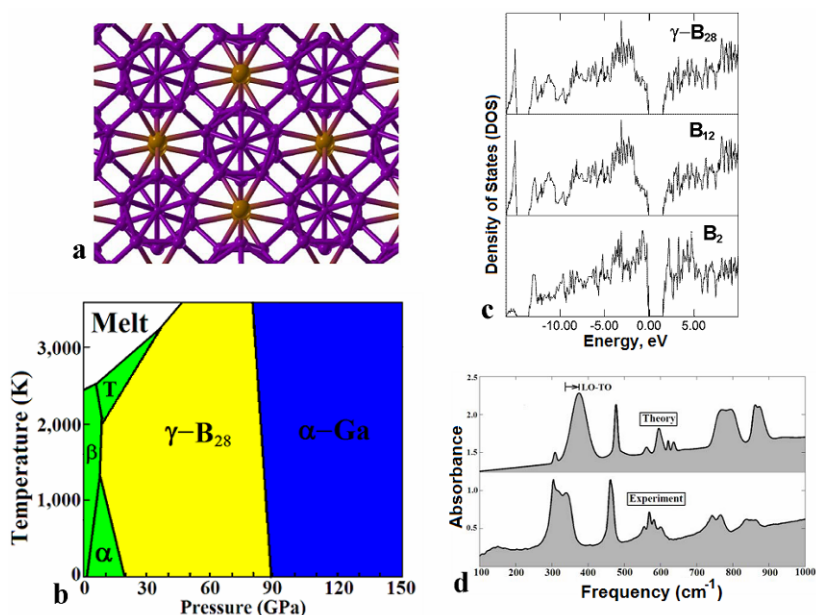 a
Temperature (K)
3,000
2,000
1,000
0
Melt
T
β
α
γ−B₂₈
α−Ga
0
30
60
90
120
150
b
Pressure (GPa)
Density of States (DOS)
γ−B₂₈
B₁₂
B₂
-10.00
-5.00
0.00
5.00
c
Energy, eV
Absorbance
2.5
2.0
1.5
1.0
0.5
LO-TO
Theory
Experiment
100
200
300
400
500
600
700
800
900
1000
d
Frequency (cm⁻¹)